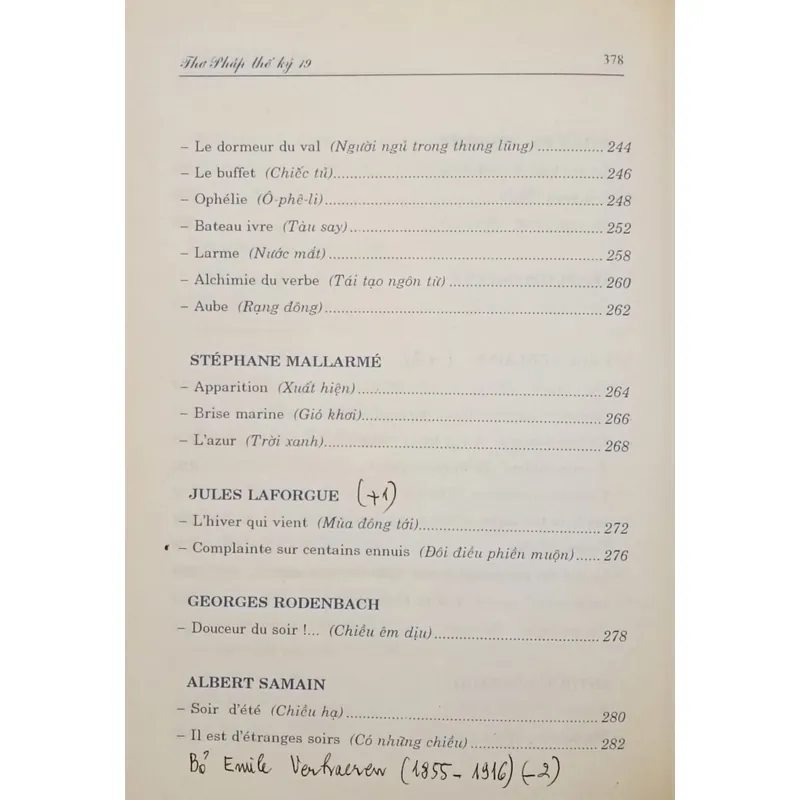 Thơ Pháp thế kỷ 19 378
– Le dormeur du val (Người ngủ trong thung lũng) ................ 244
– Le buffet (Chiếc tủ)................................................................. 246
– Ophélie (Ô-phê-li)................................................................... 248
– Bateau ivre (Tàu say).............................................................. 252
– Larme (Nước mắt) .................................................................. 258
– Alchimie du verbe (Tái tạo ngôn từ) ..................................... 260
– Aube (Rạng đông).................................................................... 262
STÉPHANE MALLARMÉ
– Apparition (Xuất hiện) ........................................................... 264
– Brise marine (Gió khơi).......................................................... 266
– L'azur (Trời xanh)................................................................... 268
JULES LAFORGUE (+1)
– L'hiver qui vient (Mùa đông tới)............................................ 272
– Complainte sur centains ennuis (Đôi điều phiền muộn)...... 276
GEORGES RODENBACH
– Douceur du soir !... (Chiều êm dịu)........................................ 278
ALBERT SAMAIN
– Soir d'été (Chiều hạ).............................................................. 280
– Il est d'étranges soirs (Có những chiều)................................ 282
Bỏ Emile Verhaeren (1855 - 1916) (-2)